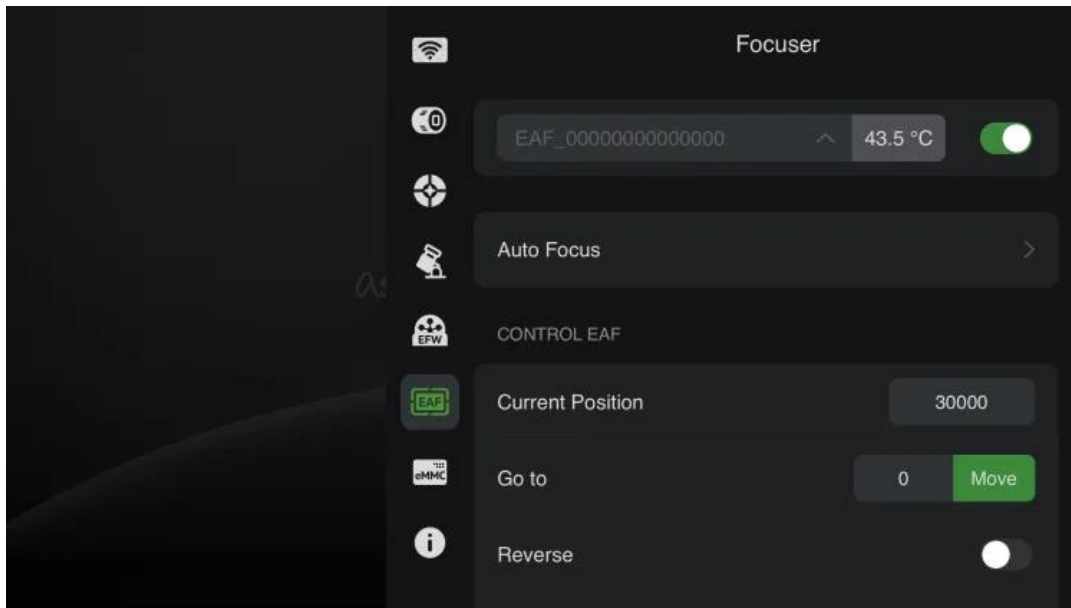 Focuser
EAF_00000000000000
43.5 °C
Auto Focus
as
EFW
CONTROL EAF
EAF
Current Position
30000
eMMC
Go to
0
Move
Reverse